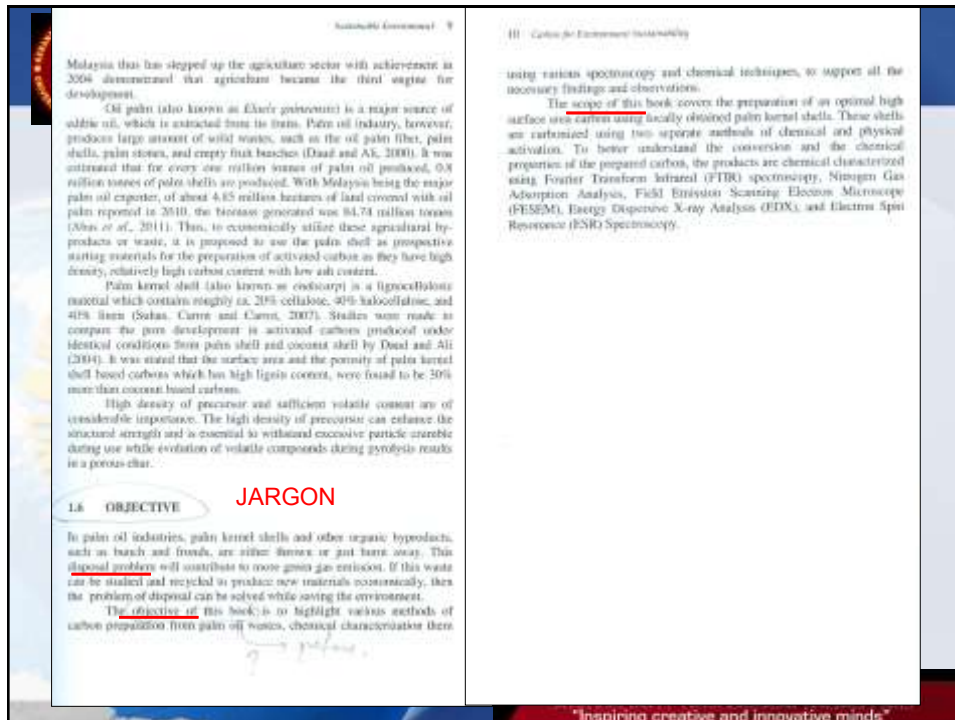 Sustainable Environment 9
Malaysia thus has stepped up the agriculture sector with achievement in
2004 demonstrated that agriculture became the third engine for
development.
Oil palm (also known as Elaeis guineensis) is a major source of
edible oil, which is extracted from its fruits. Palm oil industry, however,
produces large amount of solid wastes, such as the oil palm fiber, palm
shells, palm stones, and empty fruit bunches (Daud and Ali, 2000). It was
estimated that for every one million tonnes of palm oil produced, 0.8
million tonnes of palm shells are produced. With Malaysia being the major
palm oil exporter, of about 4.85 million hectares of land covered with oil
palm reported in 2010, the biomass generated was 84.74 million tonnes
et al., 2011). Thus, to economically utilize these agricultural by-
products or waste, it is proposed to use the palm shell as prospective
starting materials for the preparation of activated carbon as they have high
density, relatively high carbon content with low ash content.
Palm kernel shell (also known as endocarp) is a lignocellulosic
material which contains roughly ca. 20% cellulose, 40% halocellulose, and
40% (Suhas, Carrot and Carrot, 2007). Studies were made to
compare the pore development in activated carbons produced under
identical conditions from palm shell and coconut shell by Daud and Ali
(2004). It was stated that the surface area and the porosity of palm kernel
shell based carbons which has high lignin content, were found to be 30%
more than coconut based carbons.
High density of precursor and sufficient volatile content are of
considerable importance. The high density of precursor can enhance the
structural strength and is essential to withstand excessive particle crumble
during use while evolution of volatile compounds during pyrolysis results
in a porous char.
1.6 OBJECTIVE
JARGON
In palm oil industries, palm kernel shells and other organic byproducts,
such as bunch and fronds, are either thrown or just burnt away. This
disposal problem will contribute to more green gas emission. If this waste
can be studied and recycled to produce new materials economically, then
the problem of disposal can be solved while saving the environment.
The objective of this book is to highlight various methods of
carbon preparation from palm oil wastes, chemical characterization them
?
10 Carbon for Environment Sustainability
using various spectroscopy and chemical techniques, to support all the
necessary findings and observations.
The scope of this book covers the preparation of an optimal high
surface area carbon using locally obtained palm kernel shells. These shells
are carbonized using two separate methods of chemical and physical
activation. To better understand the conversion and the chemical
properties of the prepared carbon, the products are chemical characterized
using Fourier Transform Infrared (FTIR) spectroscopy, Nitrogen Gas
Adsorption Analysis, Field Emission Scanning Electron Microscope
(FESEM), Energy Dispersive X-ray Analysis (EDX), and Electron Spin
Resonance (ESR) Spectroscopy.
"Inspiring creative and innovative minds"